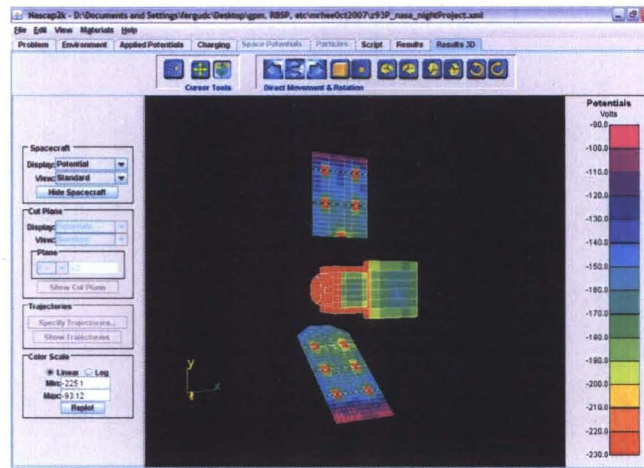 Nascap2k - D:\Documents and Settings\fergudc\Desktop\gpm, RBSP, etc\mrheeOct2007\z93P_nasa_nightProject.xml
File Edit View Materials Help
Problem Environment Applied Potentials Charging Space Potentials Particles Script Results Results 3D
Cursor Tools
Direct Movement & Rotation
Spacecraft
Display: Potential
View: Standard
Hide Spacecraft
Cut Plane
Display: Potentials
View: Standard
Plane
Show Cut Plane
Trajectories
Specify Trajectories...
Show Trajectories
Color Scale
Linear Log
Min: -225.1
Max: -93.12
Replot
y
x
Potentials
Volts
-90.0
-100.0
-110.0
-120.0
-130.0
-140.0
-150.0
-160.0
-170.0
-180.0
-190.0
-200.0
-210.0
-220.0
-230.0